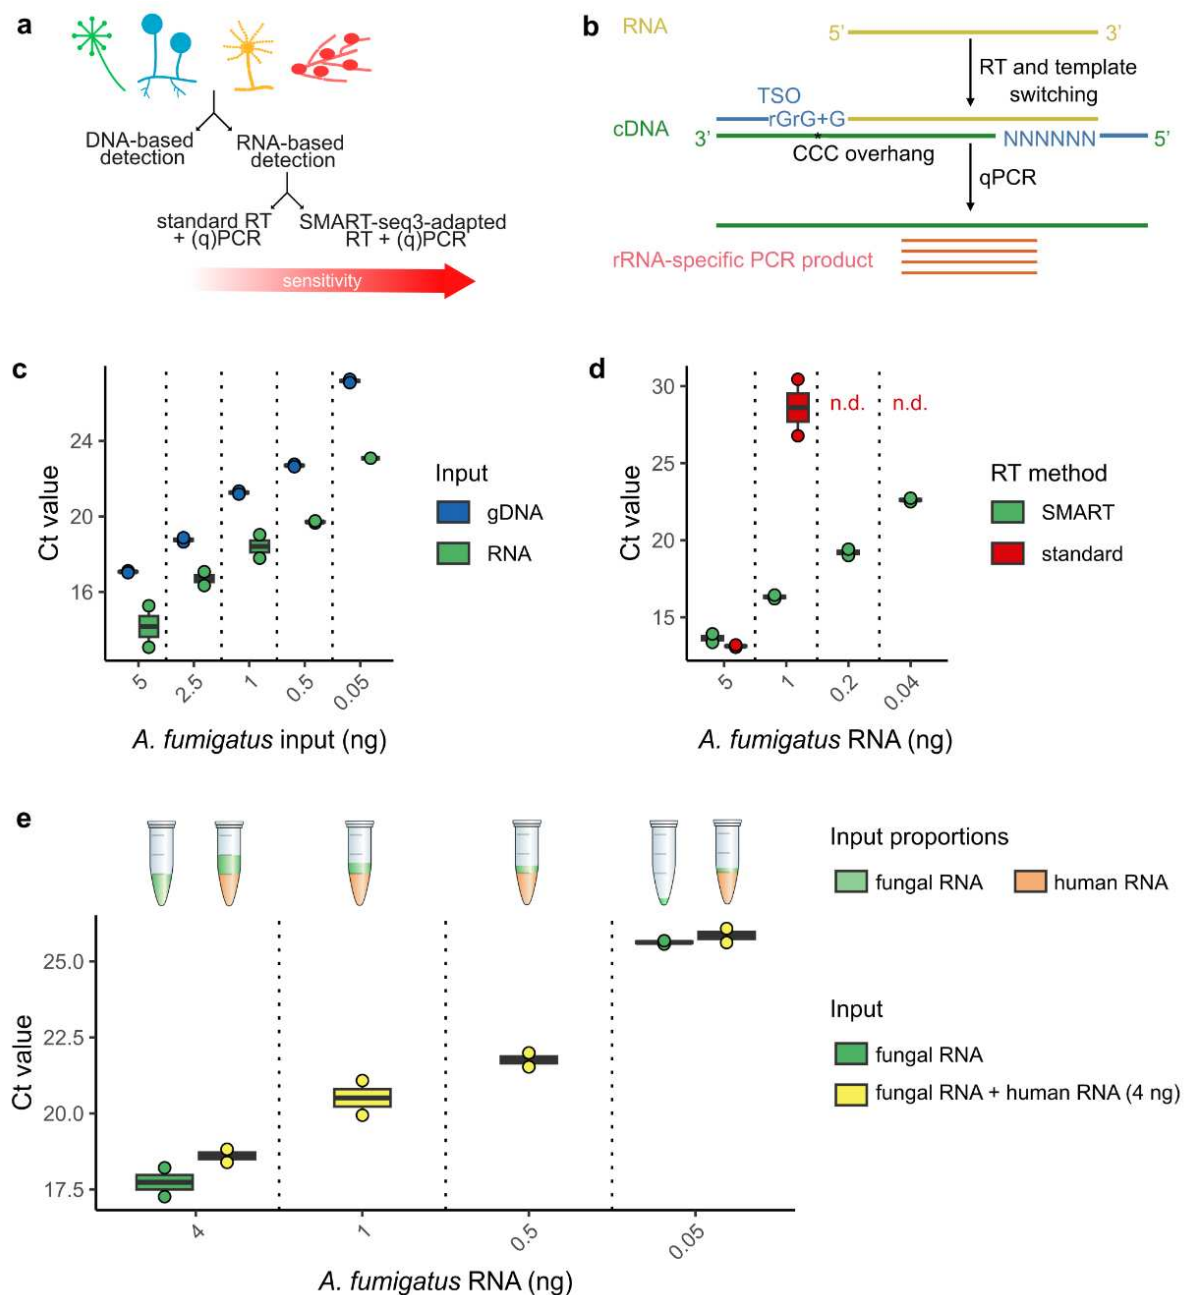 a
DNA-based
detection
RNA-based
detection
standard RT
+ (q)PCR
SMART-seq3-adapted
RT + (q)PCR
sensitivity
b
RNA
5'
3'
RT and template
switching
TSO
rGrG+G
cDNA
3'
NNNNNN
5'
*
CCC overhang
qPCR
rRNA-specific PCR product
c
Ct value
24
20
16
5
2.5
1
0.5
0.05
A. fumigatus input (ng)
Input
gDNA
RNA
d
Ct value
30
25
20
15
n.d.
n.d.
5
1
0.2
0.04
A. fumigatus RNA (ng)
RT method
SMART
standard
e
Input proportions
fungal RNA
human RNA
Ct value
25.0
22.5
20.0
17.5
4
1
0.5
0.05
A. fumigatus RNA (ng)
Input
fungal RNA
fungal RNA + human RNA (4 ng)